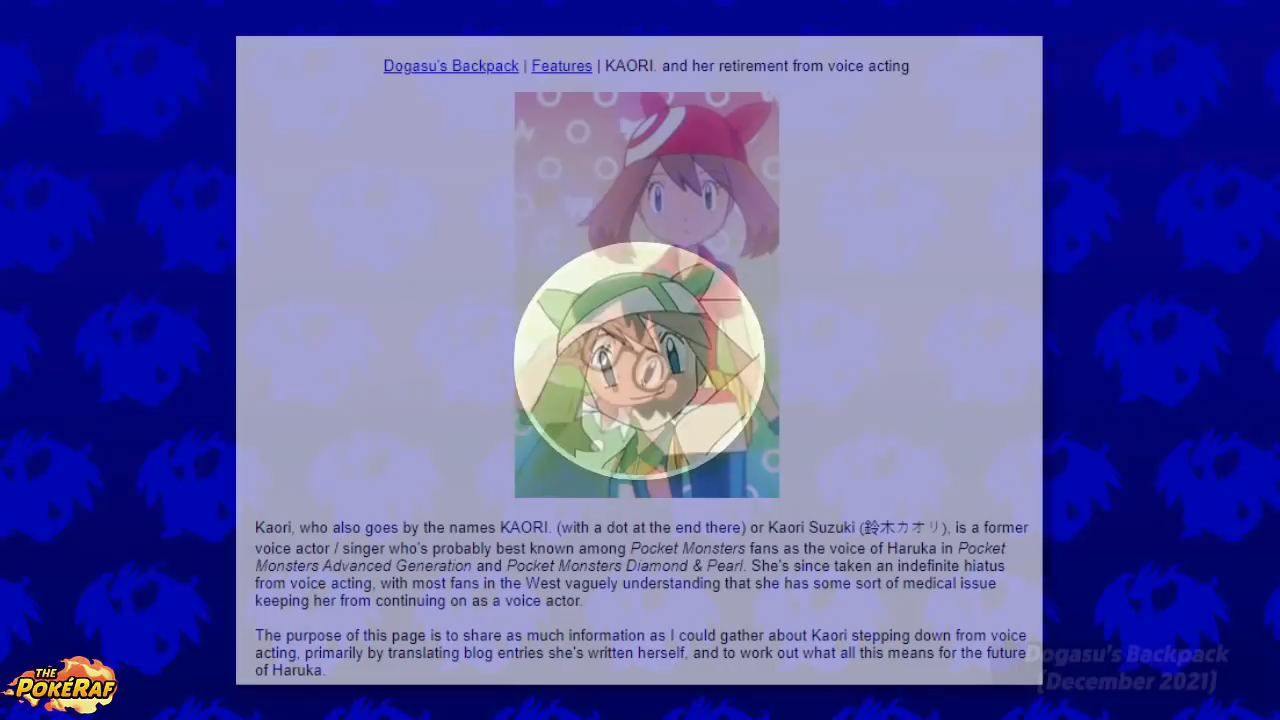 Dogasu's Backpack | Features | KAORI. and her retirement from voice acting
Kaori, who also goes by the names KAORI. (with a dot at the end there) or Kaori Suzuki (鈴木カオリ), is a former
voice actor / singer who's probably best known among Pocket Monsters fans as the voice of Haruka in Pocket
Monsters Advanced Generation and Pocket Monsters Diamond & Pearl. She's since taken an indefinite hiatus
from voice acting, with most fans in the West vaguely understanding that she has some sort of medical issue
keeping her from continuing on as a voice actor.
The purpose of this page is to share as much information as I could gather about Kaori stepping down from voice
acting, primarily by translating blog entries she's written herself, and to work out what all this means for the future
of Haruka.
Dogasu's Backpack
(December 2021)
THE
POKÉRAF